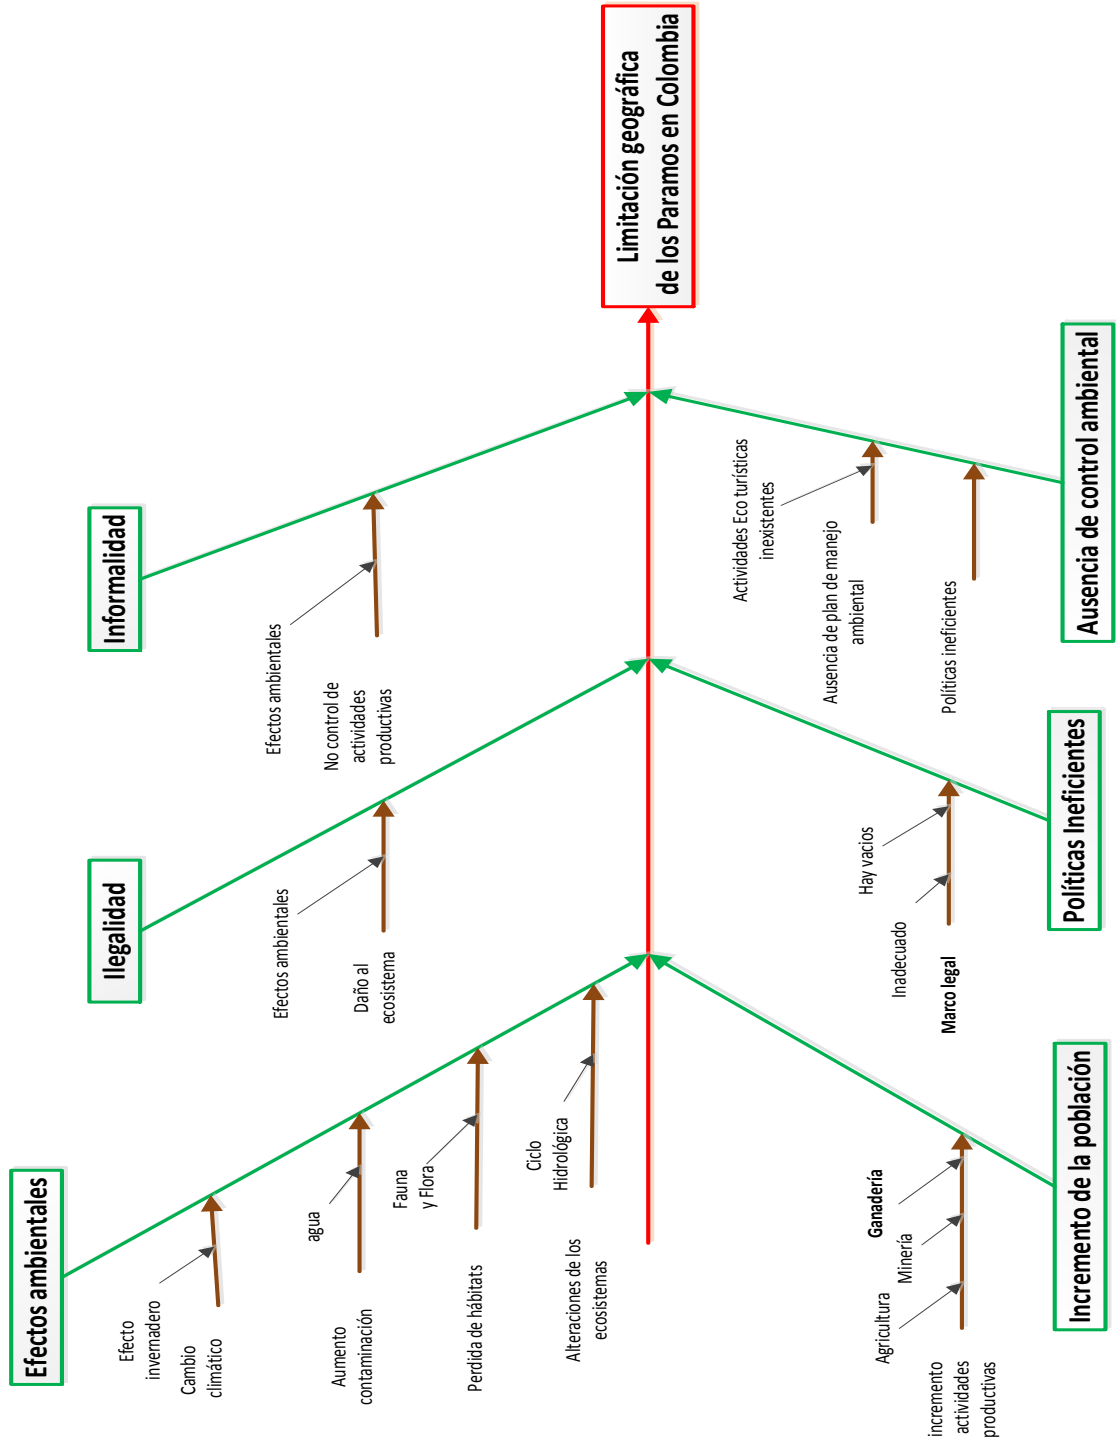 Efectos ambientales
Efecto
invernadero
Cambio
climático
agua
Aumento
contaminación
Fauna
y Flora
Perdida de hábitats
Ciclo
Hidrológica
Alteraciones de los
ecosistemas
Ilegalidad
Efectos ambientales
Daño al
ecosistema
Informalidad
Efectos ambientales
No control de
actividades
productivas
Limitación geográfica
de los Paramos en Colombia
Agricultura
Minería
Ganadería
incremento
actividades
productivas
Incremento de la población
Hay vacios
Inadecuado
Marco legal
Políticas Ineficientes
Actividades Eco turísticas
inexistentes
Ausencia de plan de manejo
ambiental
Políticas ineficientes
Ausencia de control ambiental